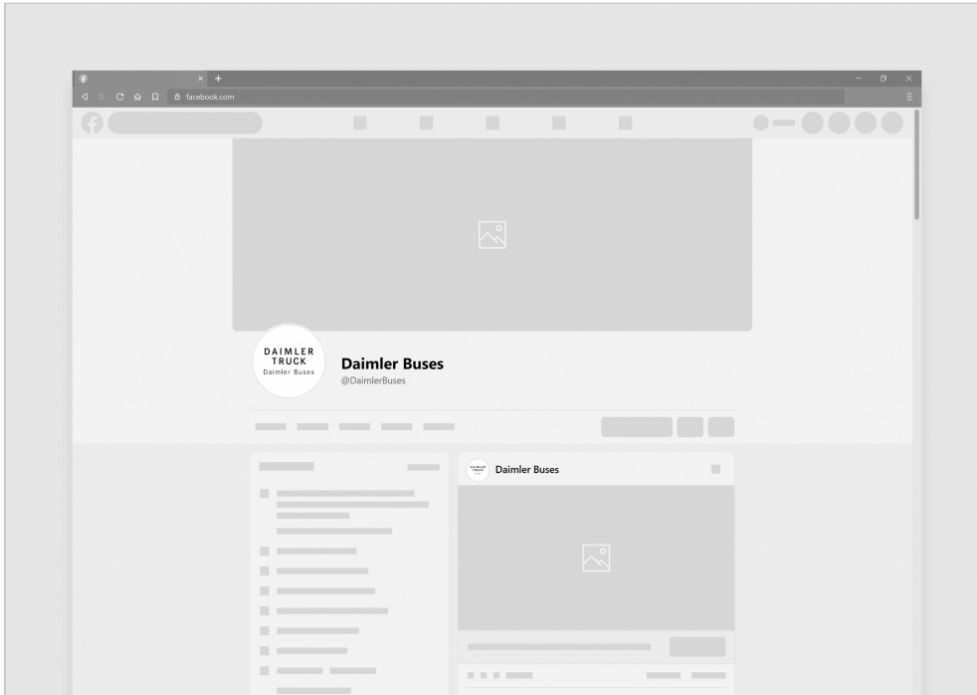 facebook.com
DAIMLER
TRUCK
Daimler Buses
Daimler Buses
@DaimlerBuses
Daimler Buses